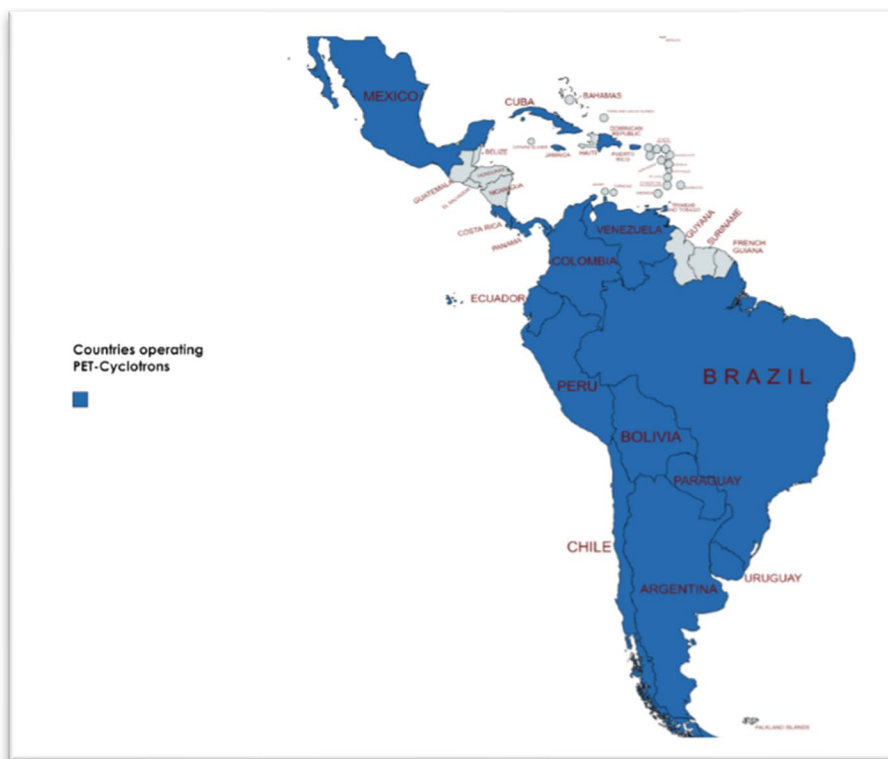 MEXICO
CUBA
BAHAMAS
DOMINICAN
REPUBLIC
BELIZE
JAMAICA
HAITI
PUERTO
RICO
GUATEMALA
HONDURAS
EL SALVADOR
NICARAGUA
TRINIDAD
AND TOBAGO
COSTA RICA
PANAMA
VENEZUELA
GUYANA
SURINAME
FRENCH
GUIANA
COLOMBIA
ECUADOR
Countries operating
PET-Cyclotrons
PERU
BRAZIL
BOLIVIA
PARAGUAY
CHILE
URUGUAY
ARGENTINA
FALKLAND ISLANDS